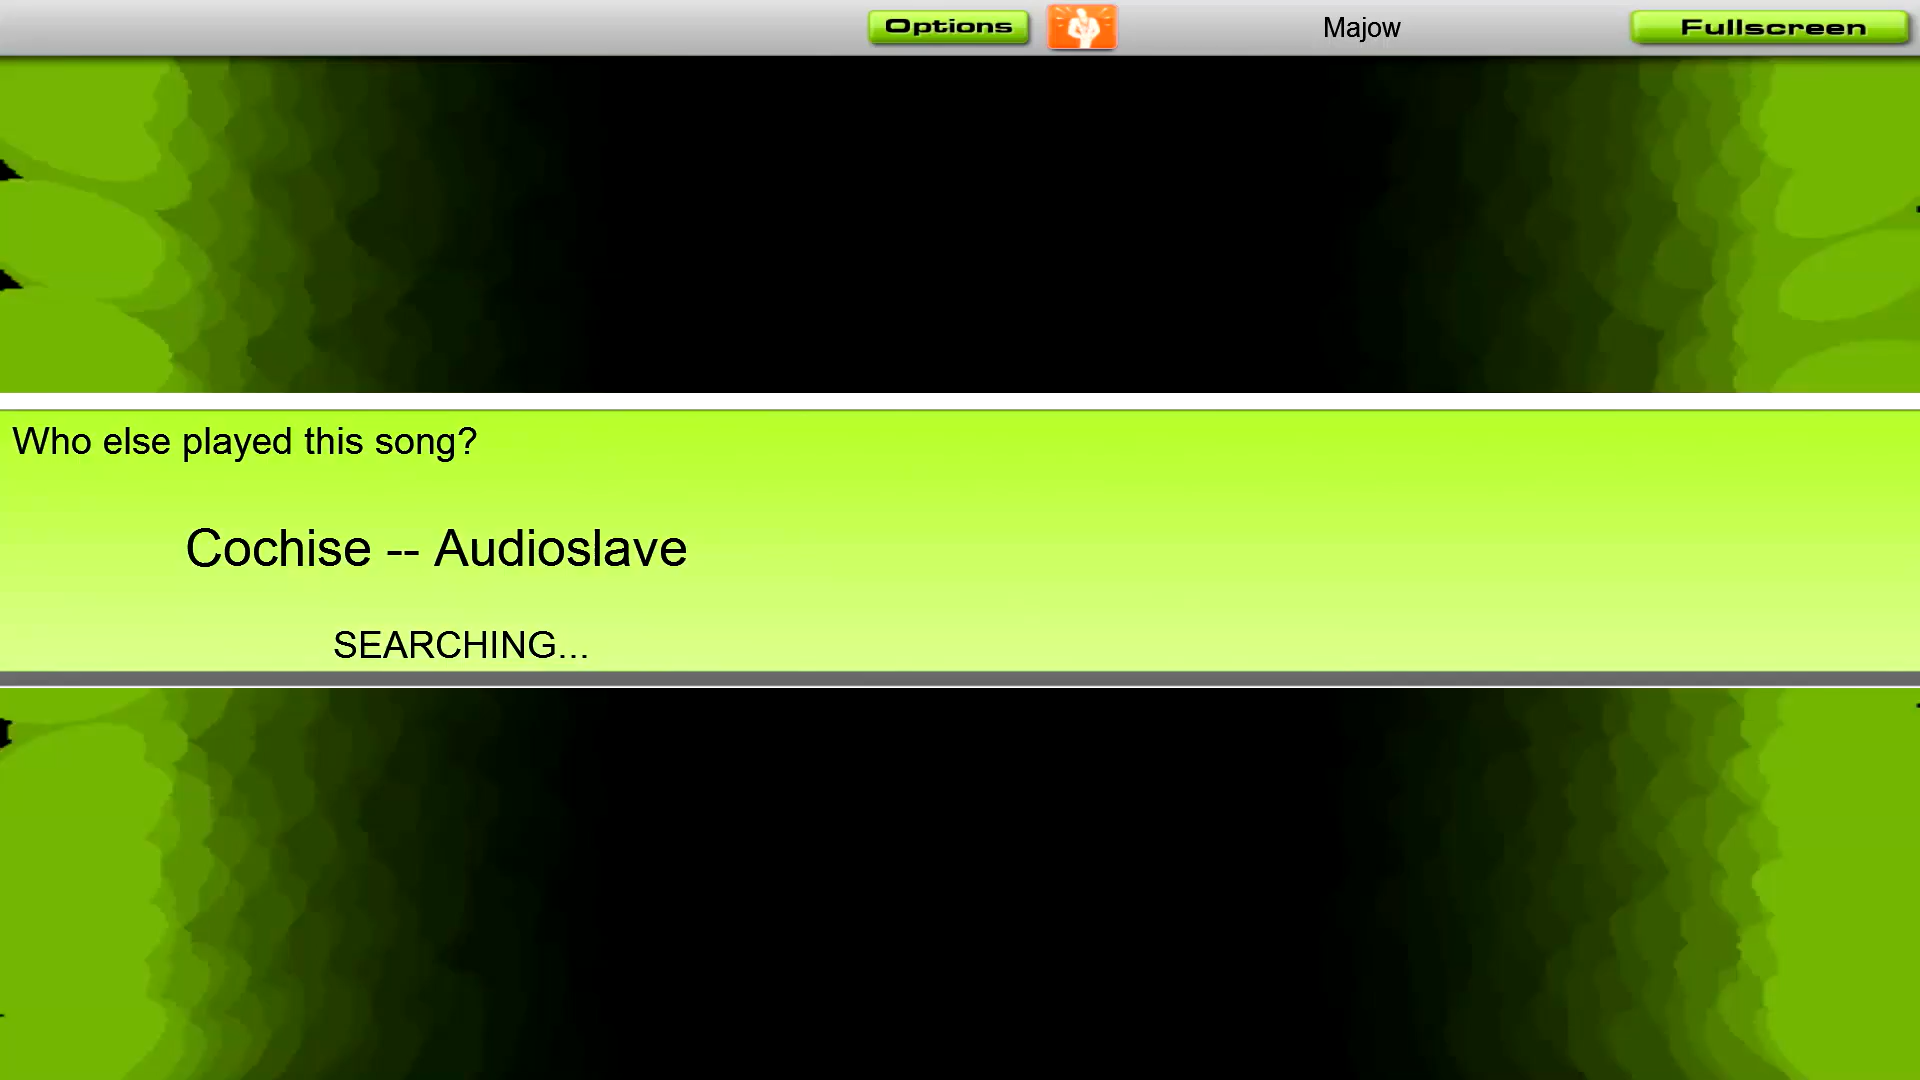 Options
Majow
Fullscreen
Who else played this song?
Cochise -- Audioslave
SEARCHING...